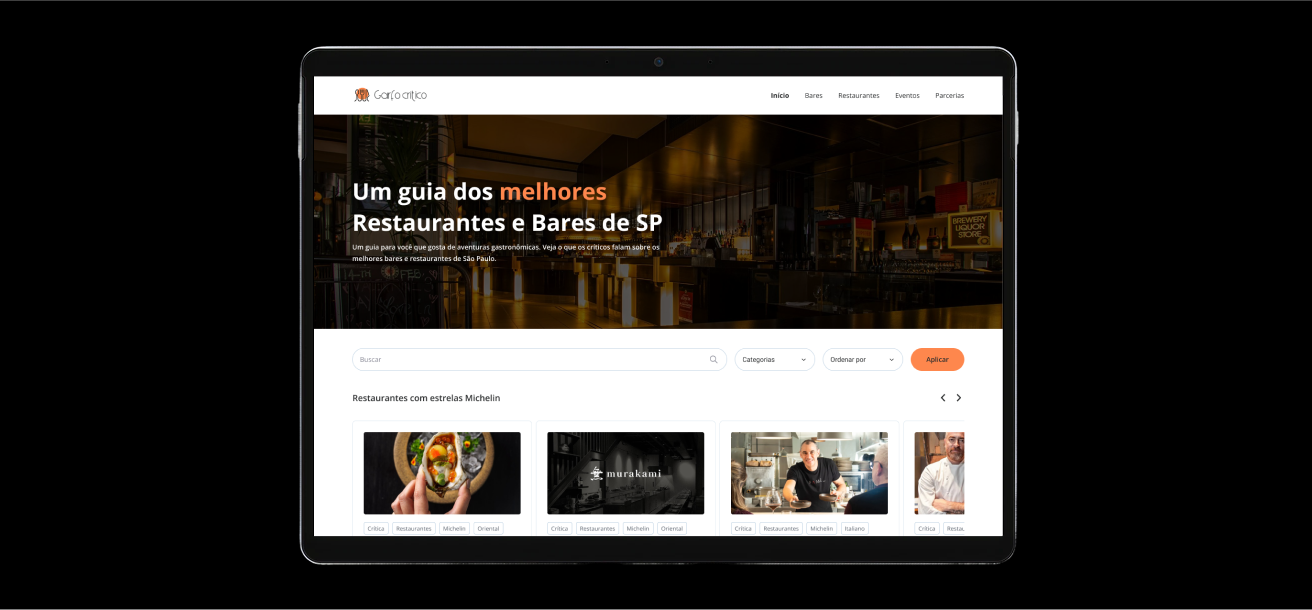 Garfo crítico
Início Bares Restaurantes Eventos Parcerias
Um guia dos melhores
Restaurantes e Bares de SP
Um guia para você que gosta de aventuras gastronômicas. Veja o que os críticos falam sobre os
melhores bares e restaurantes de São Paulo.
BREWERY
LIQUOR
STORE
Buscar
Categorias
Ordenar por
Aplicar
Restaurantes com estrelas Michelin
murakami
Crítica Restaurantes Michelin Oriental
Crítica Restaurantes Michelin Oriental
Crítica Restaurantes Michelin Italiano
Crítica Restau